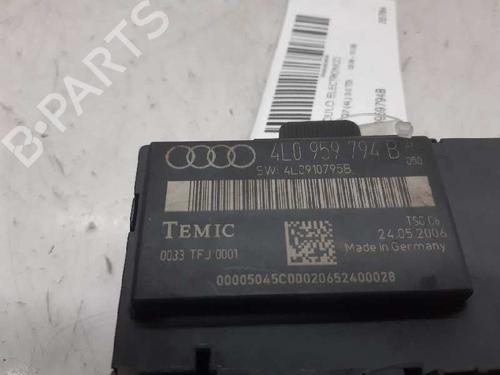 4L0 959 794 B
050
SW: 4L0910795B
TEMIC
0033 TFJ 0001
TSC C6
24.05.2006
Made in Germany
00005045C00020652400028